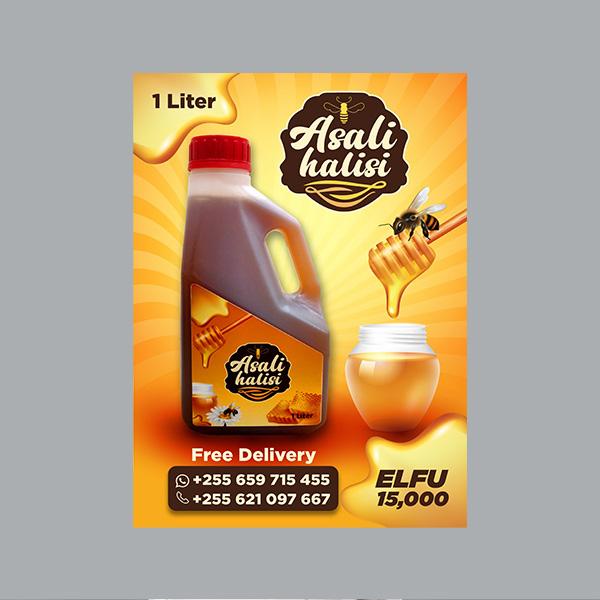 1 Liter
Asali
halisi
Asali
halisi
1 Liter
Free Delivery
+255 659 715 455
+255 621 097 667
ELFU
15,000